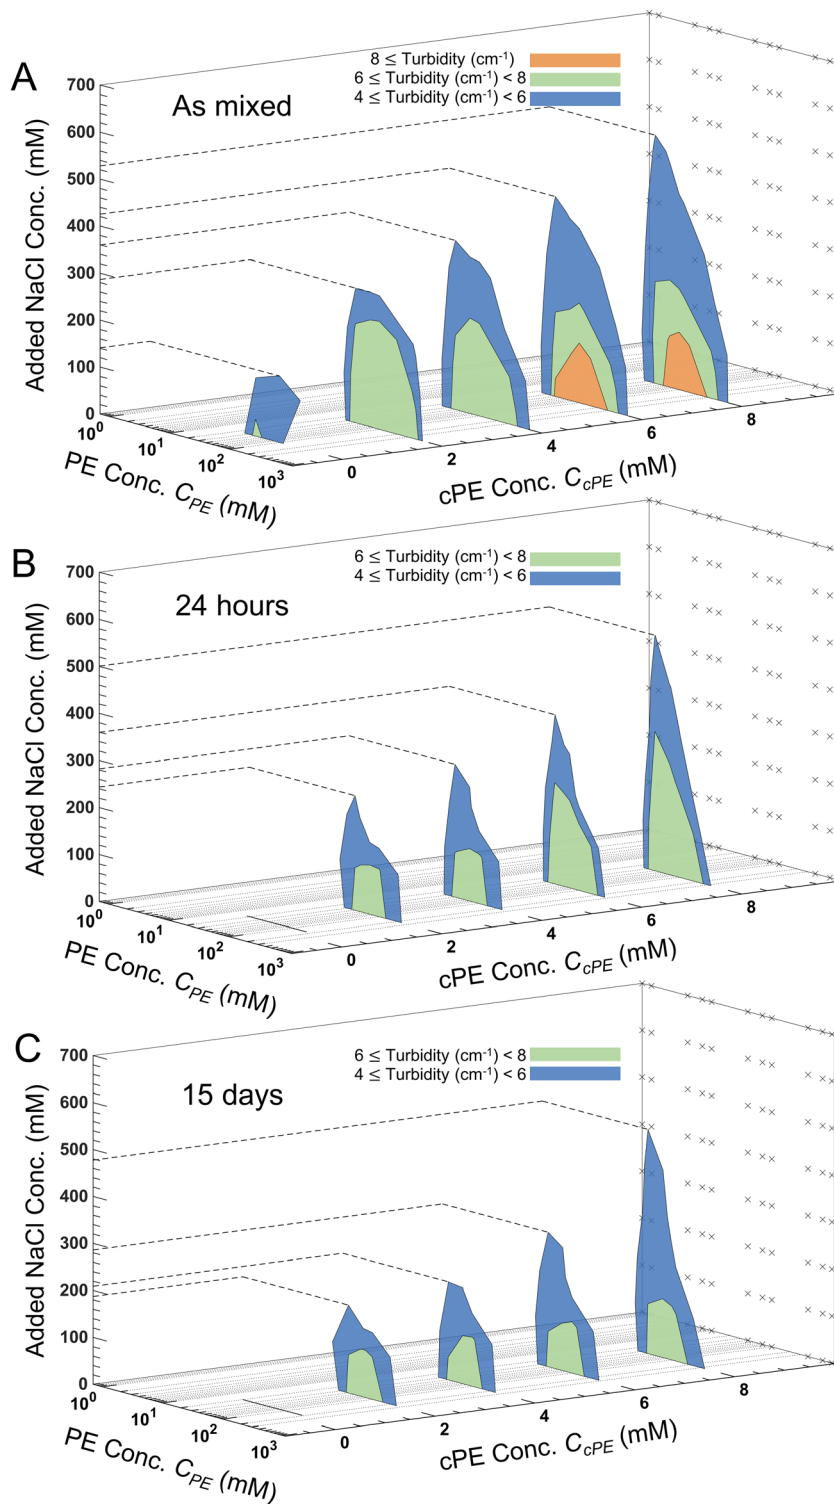 A
As mixed
8 ≤ Turbidity (cm⁻¹)
6 ≤ Turbidity (cm⁻¹) < 8
4 ≤ Turbidity (cm⁻¹) < 6
Added NaCl Conc. (mM)
700
600
500
400
300
200
100
0
10⁰
10¹
10²
10³
PE Conc. C_PE (mM)
0
2
4
6
8
cPE Conc. C_cPE (mM)
B
24 hours
6 ≤ Turbidity (cm⁻¹) < 8
4 ≤ Turbidity (cm⁻¹) < 6
Added NaCl Conc. (mM)
700
600
500
400
300
200
100
0
10⁰
10¹
10²
10³
PE Conc. C_PE (mM)
0
2
4
6
8
cPE Conc. C_cPE (mM)
C
15 days
6 ≤ Turbidity (cm⁻¹) < 8
4 ≤ Turbidity (cm⁻¹) < 6
Added NaCl Conc. (mM)
700
600
500
400
300
200
100
0
10⁰
10¹
10²
10³
PE Conc. C_PE (mM)
0
2
4
6
8
cPE Conc. C_cPE (mM)